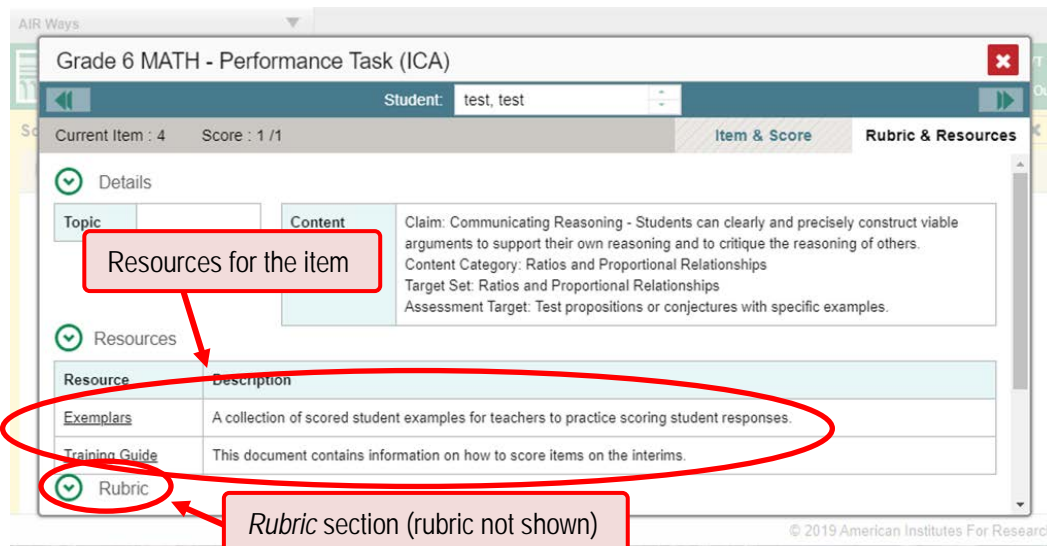 AIR Ways
Grade 6 MATH - Performance Task (ICA)
Student: test, test
Current Item : 4 Score : 1 /1 Item & Score Rubric & Resources
Details
Topic
Content
Claim: Communicating Reasoning - Students can clearly and precisely construct viable
arguments to support their own reasoning and to critique the reasoning of others.
Content Category: Ratios and Proportional Relationships
Target Set: Ratios and Proportional Relationships
Assessment Target: Test propositions or conjectures with specific examples.
Resources for the item
Resources
Resource Description
Exemplars A collection of scored student examples for teachers to practice scoring student responses.
Training Guide This document contains information on how to score items on the interims.
Rubric
Rubric section (rubric not shown)
© 2019 American Institutes For Researc